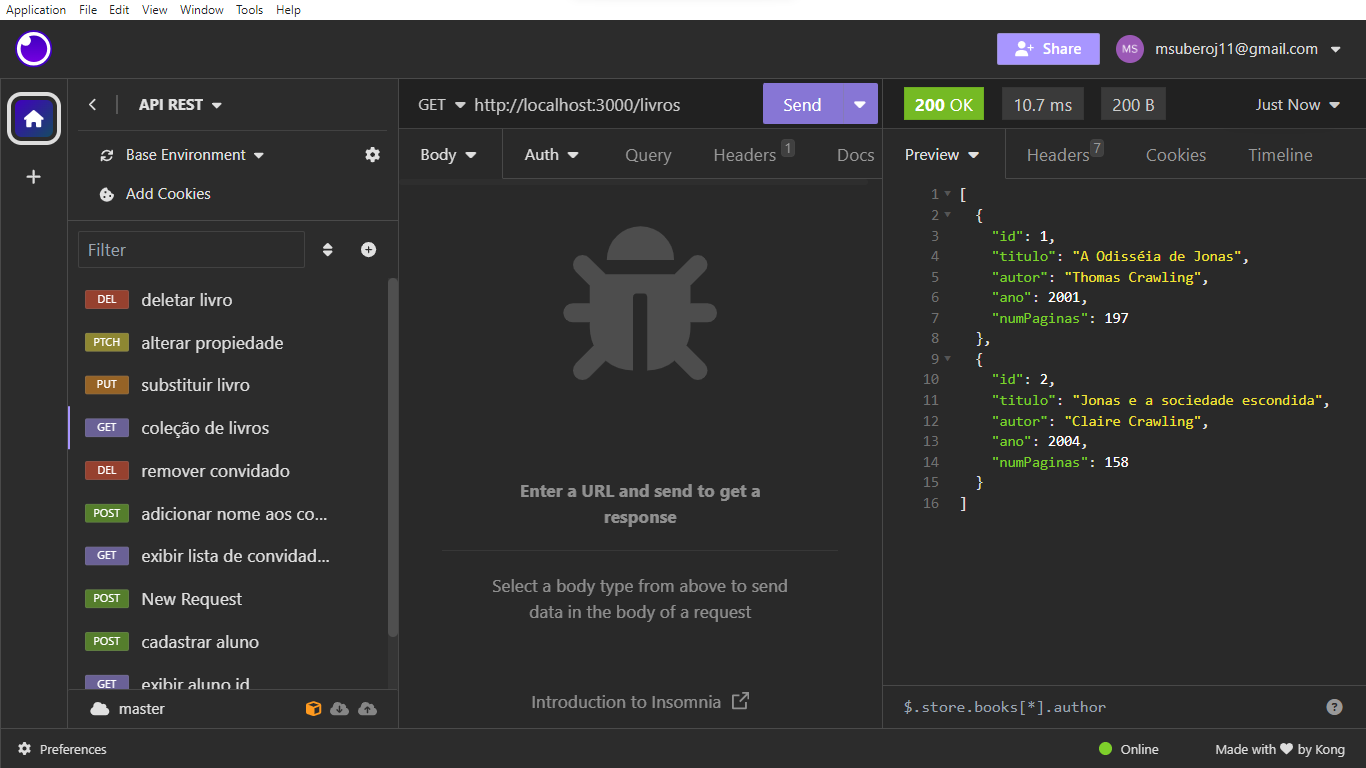 Application File Edit View Window Tools Help
Share
MS
msuberoj11@gmail.com
API REST
Base Environment
Add Cookies
Filter
DEL deletar livro
PTCH alterar propiedade
PUT substituir livro
GET coleção de livros
DEL remover convidado
POST adicionar nome aos co...
GET exibir lista de convidad...
POST New Request
POST cadastrar aluno
GET exibir aluno id
master
GET http://localhost:3000/livros Send
Body Auth Query Headers 1 Docs
Enter a URL and send to get a
response
Select a body type from above to send
data in the body of a request
Introduction to Insomnia
200 OK 10.7 ms 200 B Just Now
Preview Headers 7 Cookies Timeline
1 [
2 {
3 "id": 1,
4 "titulo": "A Odisséia de Jonas",
5 "autor": "Thomas Crawling",
6 "ano": 2001,
7 "numPaginas": 197
8 },
9 {
10 "id": 2,
11 "titulo": "Jonas e a sociedade escondida",
12 "autor": "Claire Crawling",
13 "ano": 2004,
14 "numPaginas": 158
15 }
16 ]
$.store.books[*].author
Preferences
Online
Made with ❤ by Kong